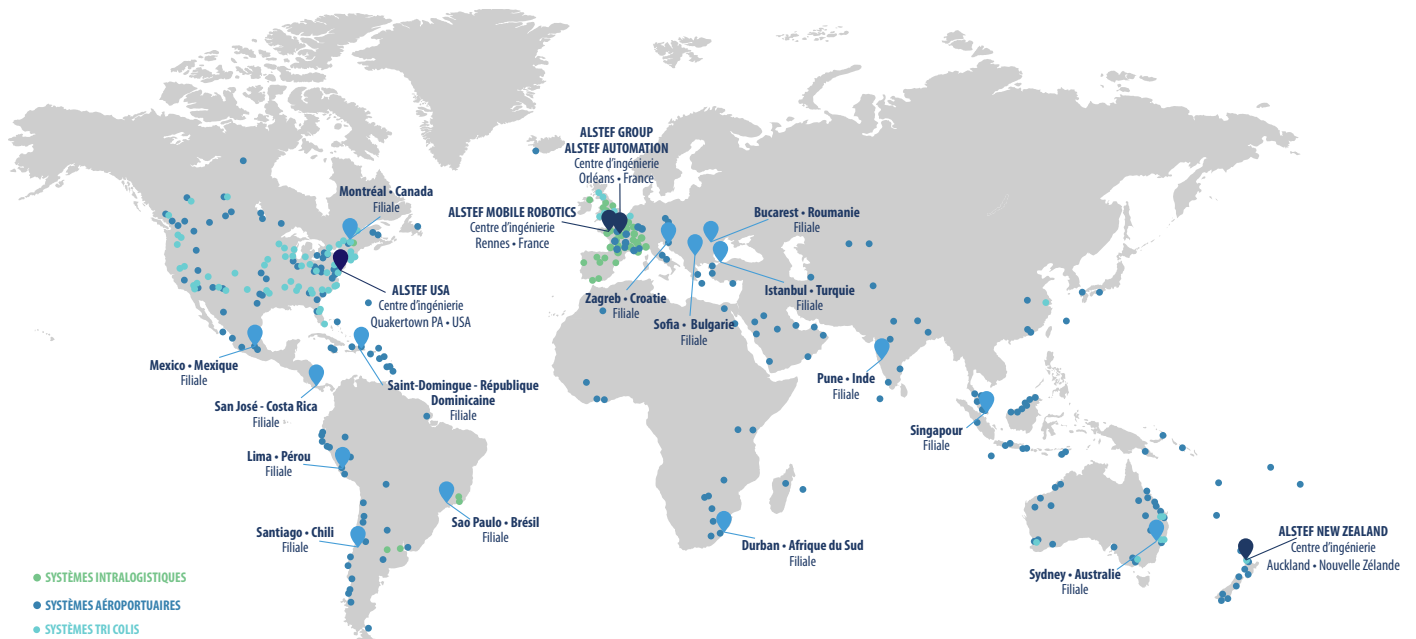 ALSTEF GROUP
ALSTEF AUTOMATION
Centre d'ingénierie
Orléans • France
Montréal • Canada
Filiale
ALSTEF MOBILE ROBOTICS
Centre d'ingénierie
Rennes • France
Bucarest • Roumanie
Filiale
ALSTEF USA
Centre d'ingénierie
Quakertown PA • USA
Zagreb • Croatie
Filiale
Istanbul • Turquie
Filiale
Sofia • Bulgarie
Filiale
Mexico • Mexique
Filiale
Saint-Domingue - République
Dominicaine
Filiale
Pune • Inde
Filiale
San José - Costa Rica
Filiale
Singapour
Filiale
Lima • Pérou
Filiale
Sao Paulo • Brésil
Filiale
Santiago • Chili
Filiale
Durban • Afrique du Sud
Filiale
ALSTEF NEW ZEALAND
Centre d'ingénierie
Auckland • Nouvelle Zélande
Sydney • Australie
Filiale
SYSTÈMES INTRALOGISTIQUES
SYSTÈMES AÉROPORTUAIRES
SYSTÈMES TRI COLIS